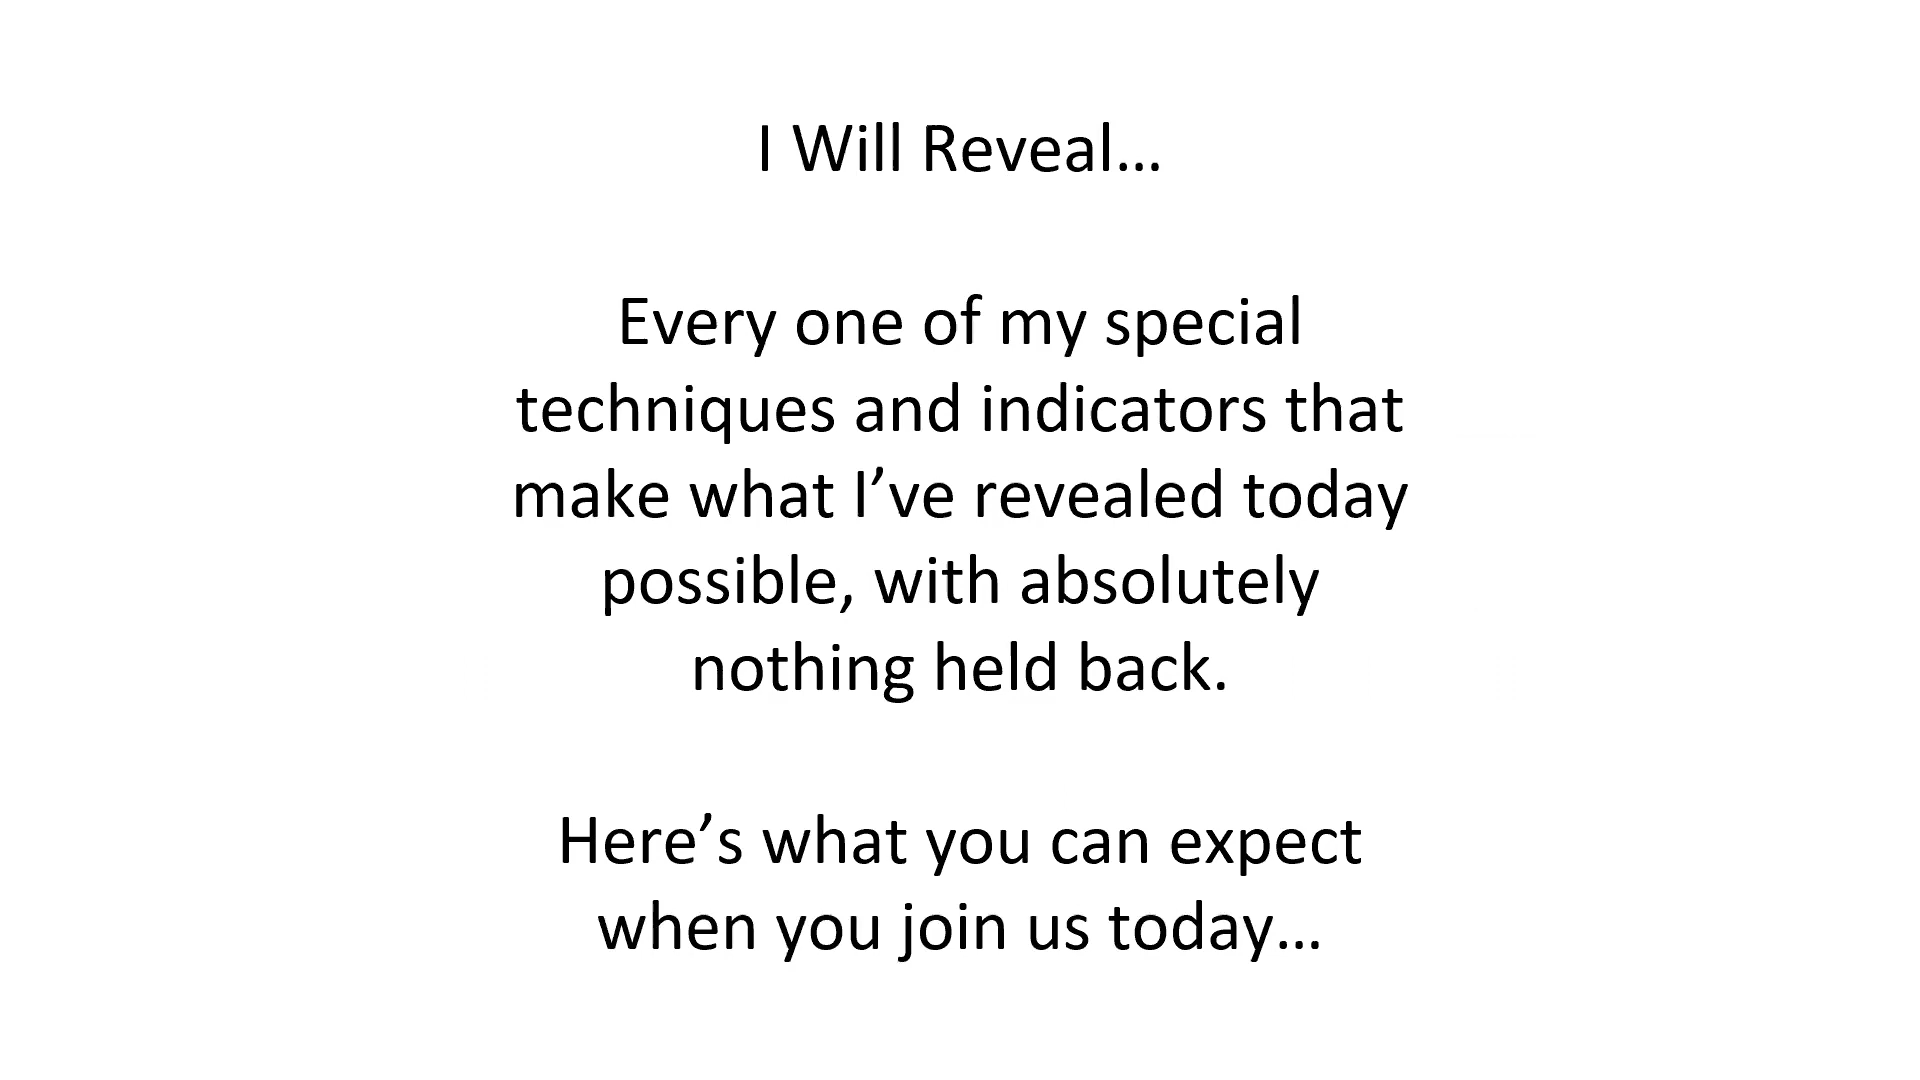 I Will Reveal…
Every one of my special
techniques and indicators that
make what I’ve revealed today
possible, with absolutely
nothing held back.
Here’s what you can expect
when you join us today…